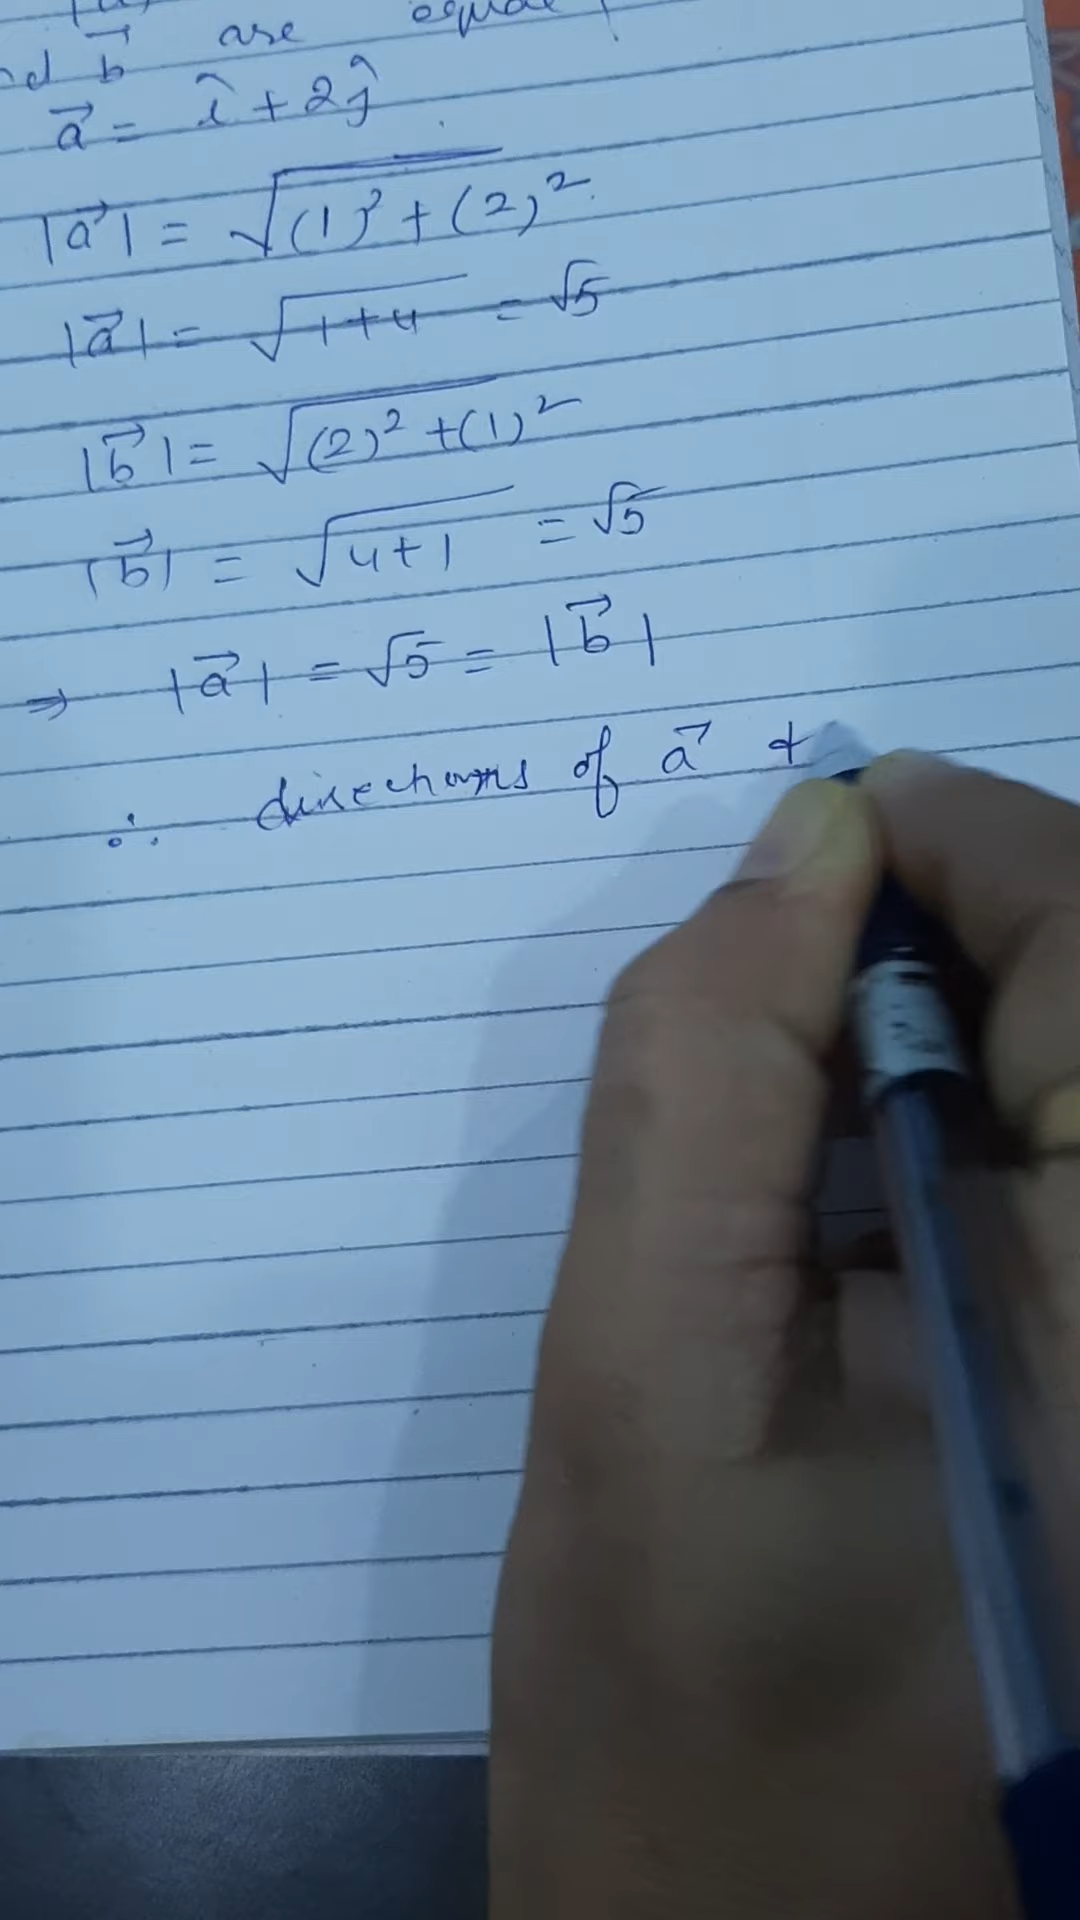 b⃗ are equal
a⃗ = î + 2ĵ
|a⃗| = √(1)² + (2)²
|a⃗| = √1+4 = √5
|b⃗| = √(2)² + (1)²
|b⃗| = √4+1 = √5
⇒ |a⃗| = √5 = |b⃗|
∴ directions of a⃗ &